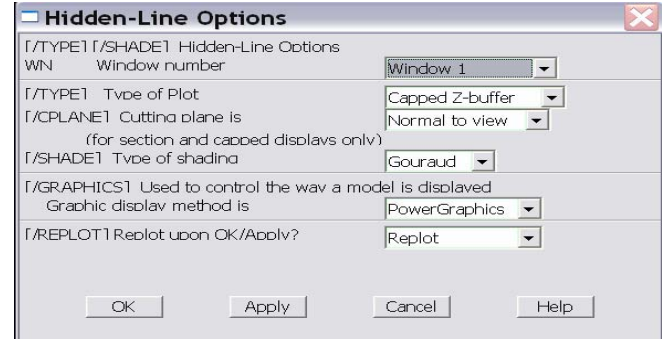 Hidden-Line Options
[/TYPE] [/SHADE] Hidden-Line Options
WN Window number Window 1
[/TYPE] Type of Plot Capped Z-buffer
[/CPLANE] Cutting plane is Normal to view
(for section and capped displays only)
[/SHADE] Type of shading Gouraud
[/GRAPHICS] Used to control the way a model is displayed
Graphic display method is PowerGraphics
[/REPLOT] Replot upon OK/Apply? Replot
OK Apply Cancel Help